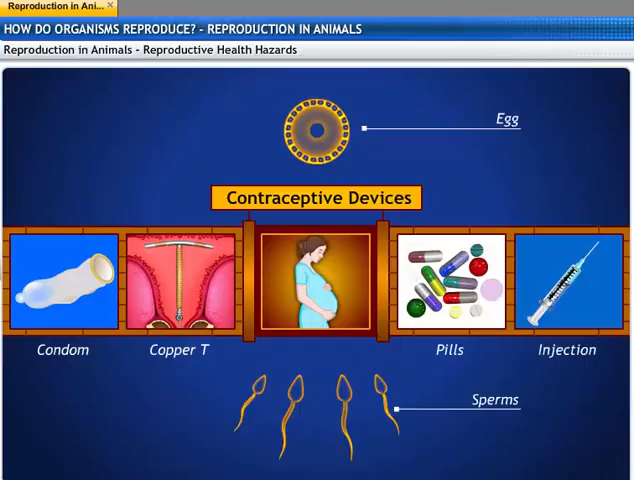 Reproduction in Ani...
HOW DO ORGANISMS REPRODUCE? - REPRODUCTION IN ANIMALS
Reproduction in Animals - Reproductive Health Hazards
Egg
Contraceptive Devices
Condom
Copper T
Pills
Injection
Sperms